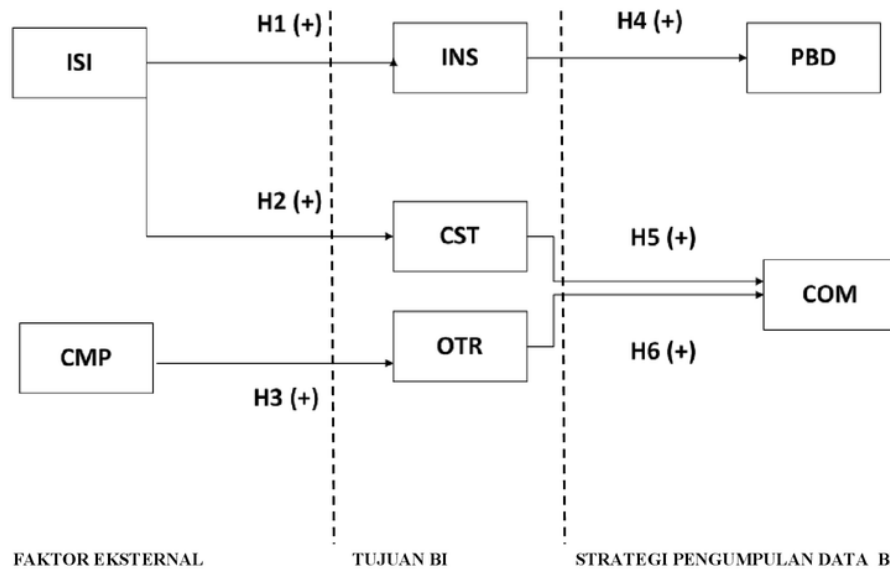 H1 (+)
H4 (+)
ISI
INS
PBD
H2 (+)
CST
H5 (+)
COM
CMP
OTR
H6 (+)
H3 (+)
FAKTOR EKSTERNAL
TUJUAN BI
STRATEGI PENGUMPULAN DATA B